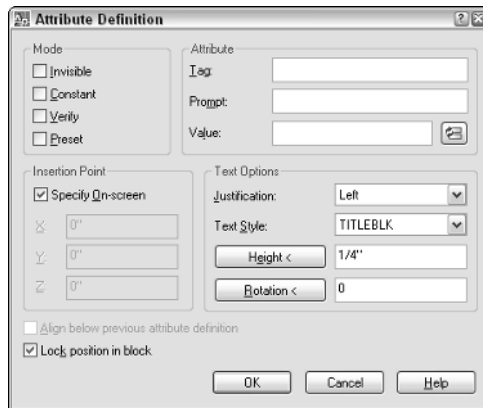 Attribute Definition
Mode
Invisible
Constant
Verify
Preset
Attribute
Tag:
Prompt:
Value:
Insertion Point
Specify On-screen
X: 0"
Y: 0"
Z: 0"
Text Options
Justification: Left
Text Style: TITLEBLK
Height < 1/4"
Rotation < 0
Align below previous attribute definition
Lock position in block
OK Cancel Help